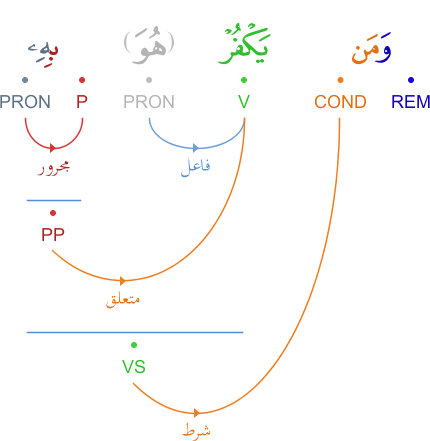 وَمَن يَكْفُرْ (هُوَ) بِهِۦ
REM COND V PRON P PRON
فاعل
مجرور
PP
متعلق
VS
شرط